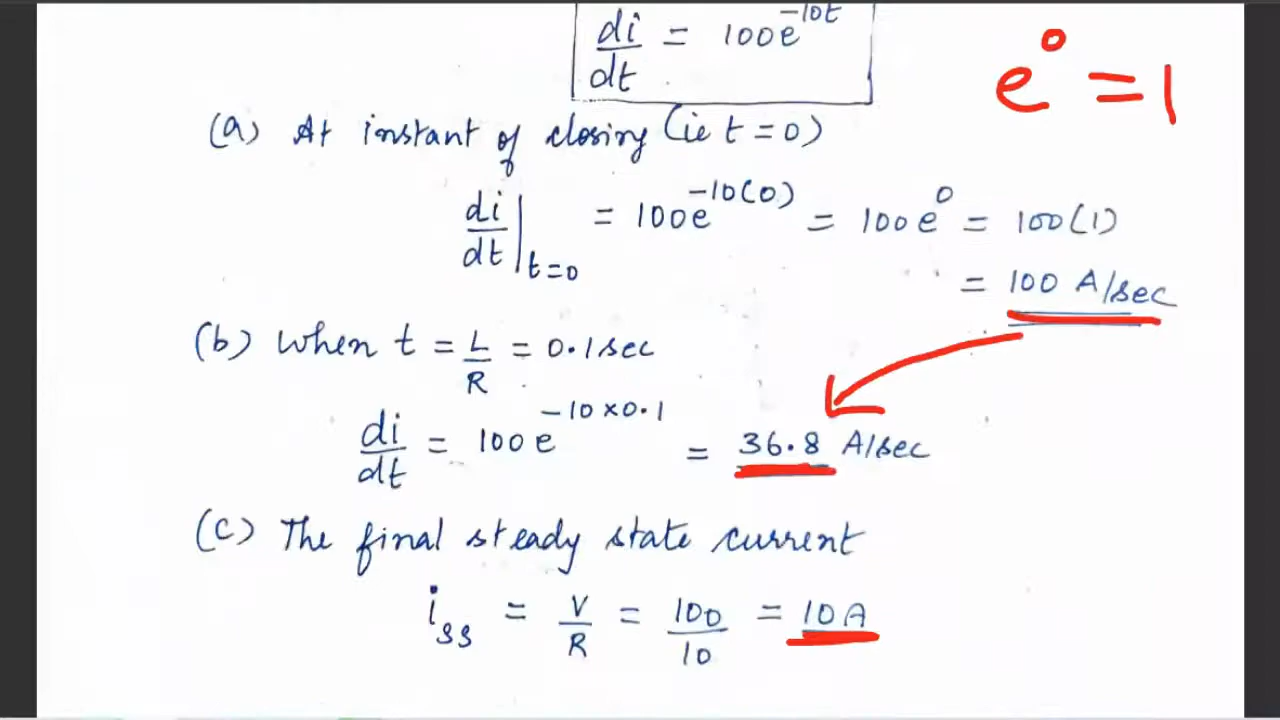 di/dt = 100e^-10t
e^0 = 1
(a) At instant of closing (ie t = 0)
di/dt|t=0 = 100e^-10(0) = 100e^0 = 100(1)
= 100 A/sec
(b) When t = L/R = 0.1sec
di/dt = 100e^-10×0.1 = 36.8 A/sec
(c) The final steady state current
iss = V/R = 100/10 = 10A